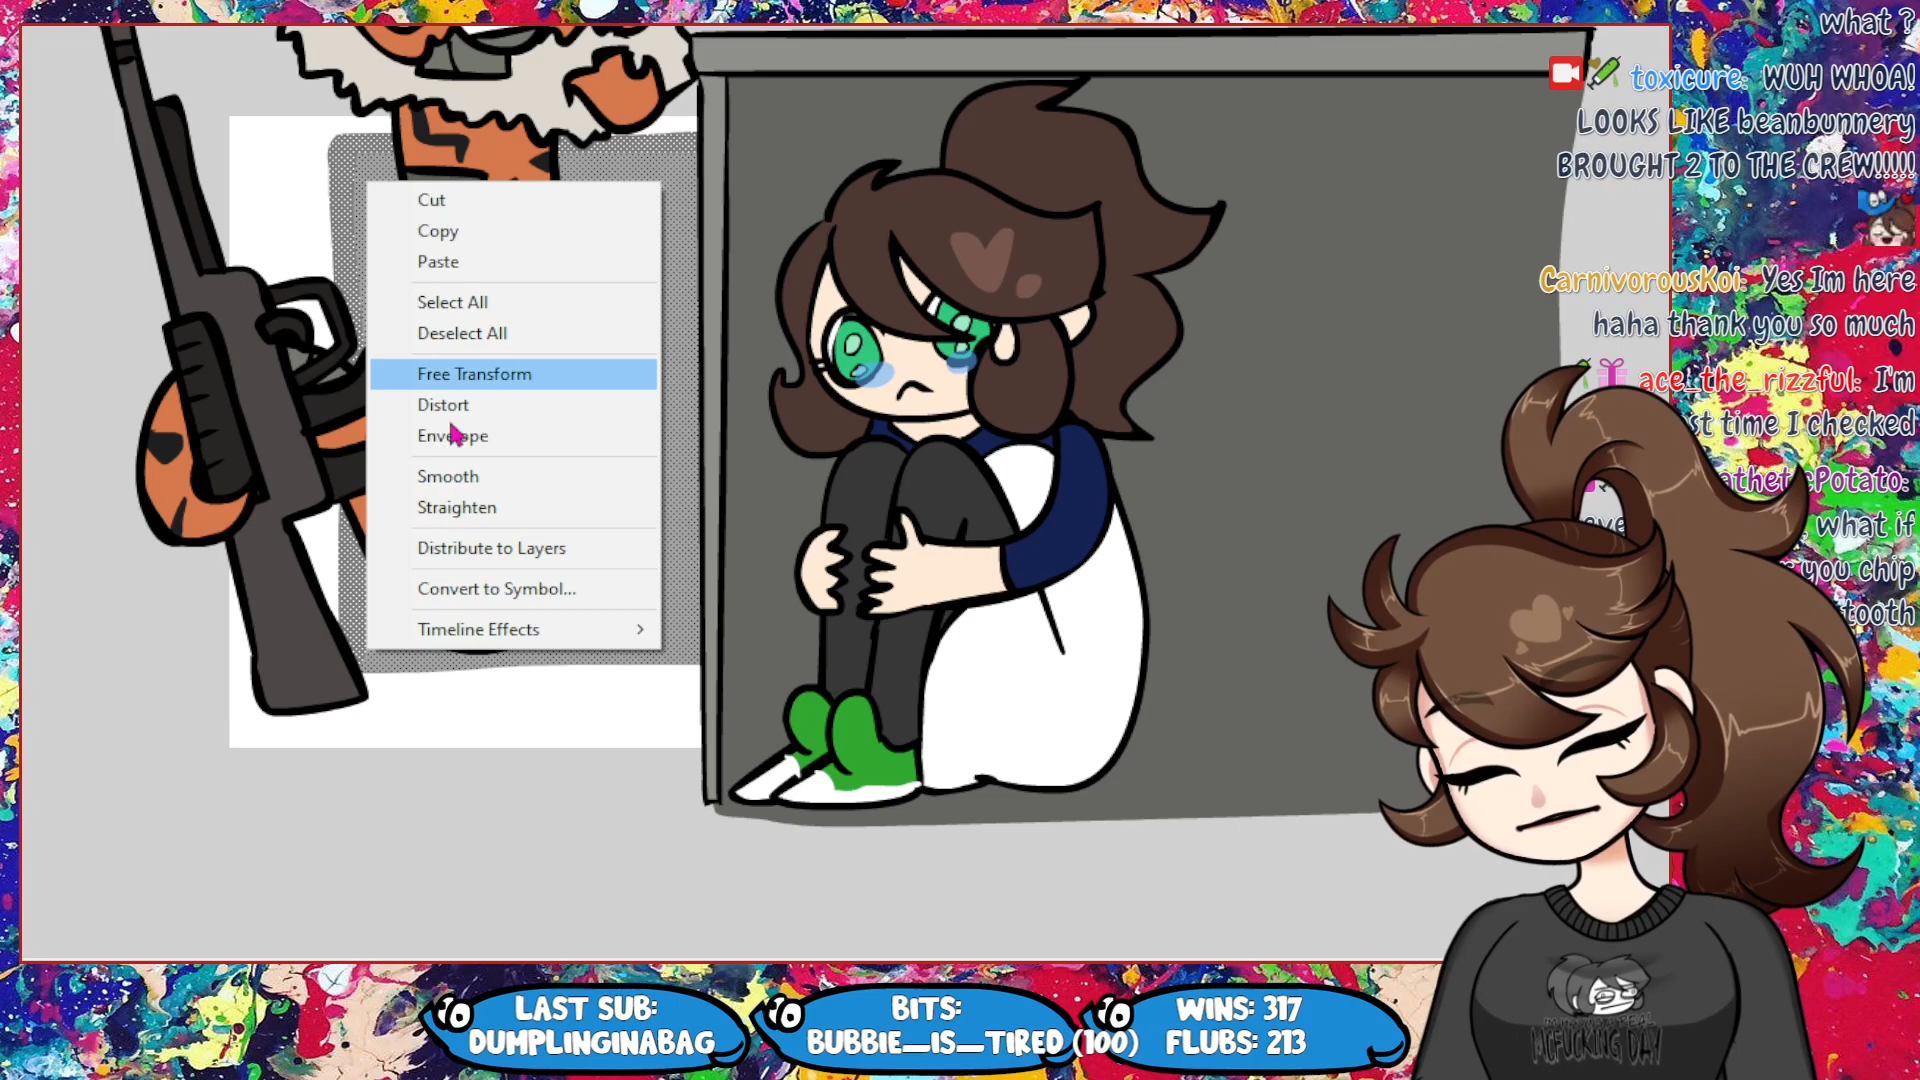 Cut
Copy
Paste
Select All
Deselect All
Free Transform
Distort
Envelope
Smooth
Straighten
Distribute to Layers
Convert to Symbol...
Timeline Effects
what ?
toxicure: WUH WHOA!
LOOKS LIKE beanbunnery
BROUGHT 2 TO THE CREW!!!!!
CarnivorousKoi: Yes Im here
haha thank you so much
ace_the_rizzful: I'm
time I checked
Potato:
what if
you chip
tooth
MCFUCKING DAY
LAST SUB:
DUMPLINGINABAG
BITS:
BUBBIE_IS_TIRED (100)
WINS: 317
FLUBS: 213